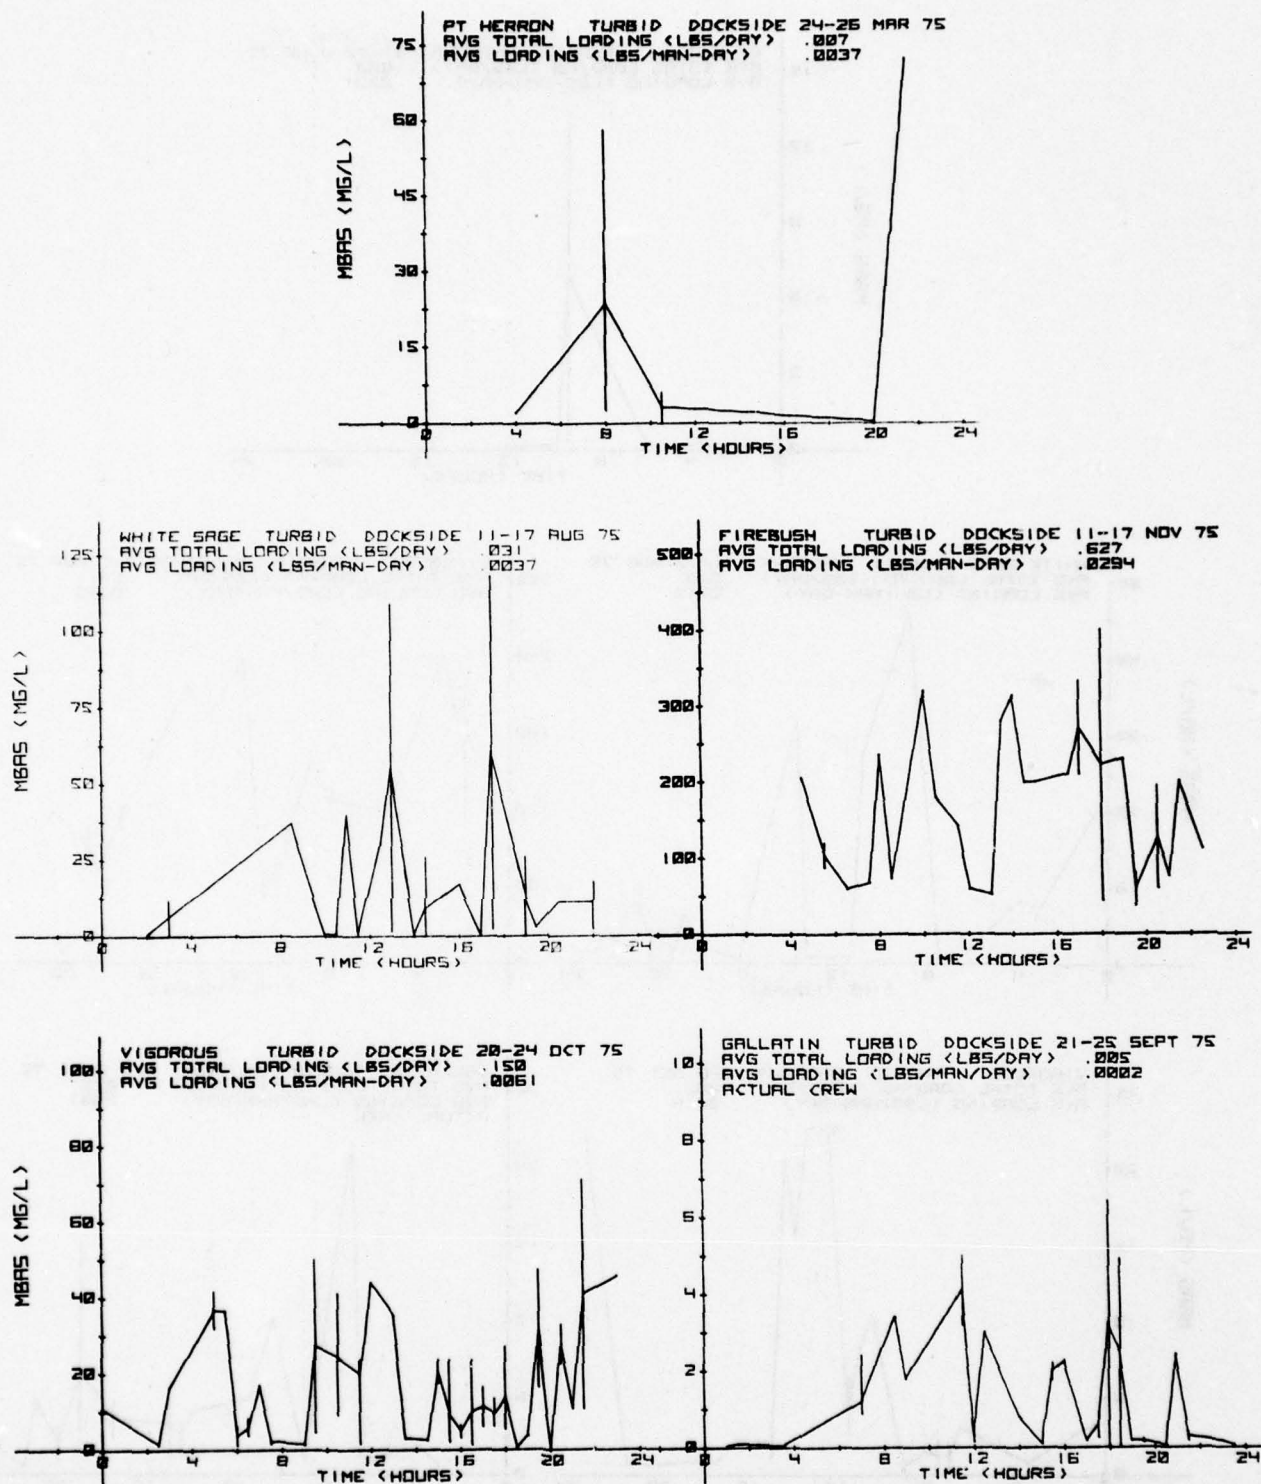 PT HERRON TURBID DOCKSIDE 24-26 MAR 75
AVG TOTAL LOADING <LBS/DAY> .007
AVG LOADING <LBS/MAN-DAY> .0037
75
60
45
30
15
0
MBAS <MG/L>
0 4 8 12 16 20 24
TIME <HOURS>
WHITE SAGE TURBID DOCKSIDE 11-17 AUG 75
AVG TOTAL LOADING <LBS/DAY> .031
AVG LOADING <LBS/MAN-DAY> .0037
125
100
75
50
25
0
MBAS <MG/L>
0 4 8 12 16 20 24
TIME <HOURS>
FIREBUSH TURBID DOCKSIDE 11-17 NOV 75
AVG TOTAL LOADING <LBS/DAY> .627
AVG LOADING <LBS/MAN-DAY> .0294
500
400
300
200
100
0
0 4 8 12 16 20 24
TIME <HOURS>
VIGOROUS TURBID DOCKSIDE 20-24 OCT 75
AVG TOTAL LOADING <LBS/DAY> .150
AVG LOADING <LBS/MAN-DAY> .0061
100
80
60
40
20
0
MBAS <MG/L>
0 4 8 12 16 20 24
TIME <HOURS>
GALLATIN TURBID DOCKSIDE 21-25 SEPT 75
AVG TOTAL LOADING <LBS/DAY> .005
AVG LOADING <LBS/MAN/DAY> .0002
ACTUAL CREW
10
8
6
4
2
0
0 4 8 12 16 20 24
TIME <HOURS>